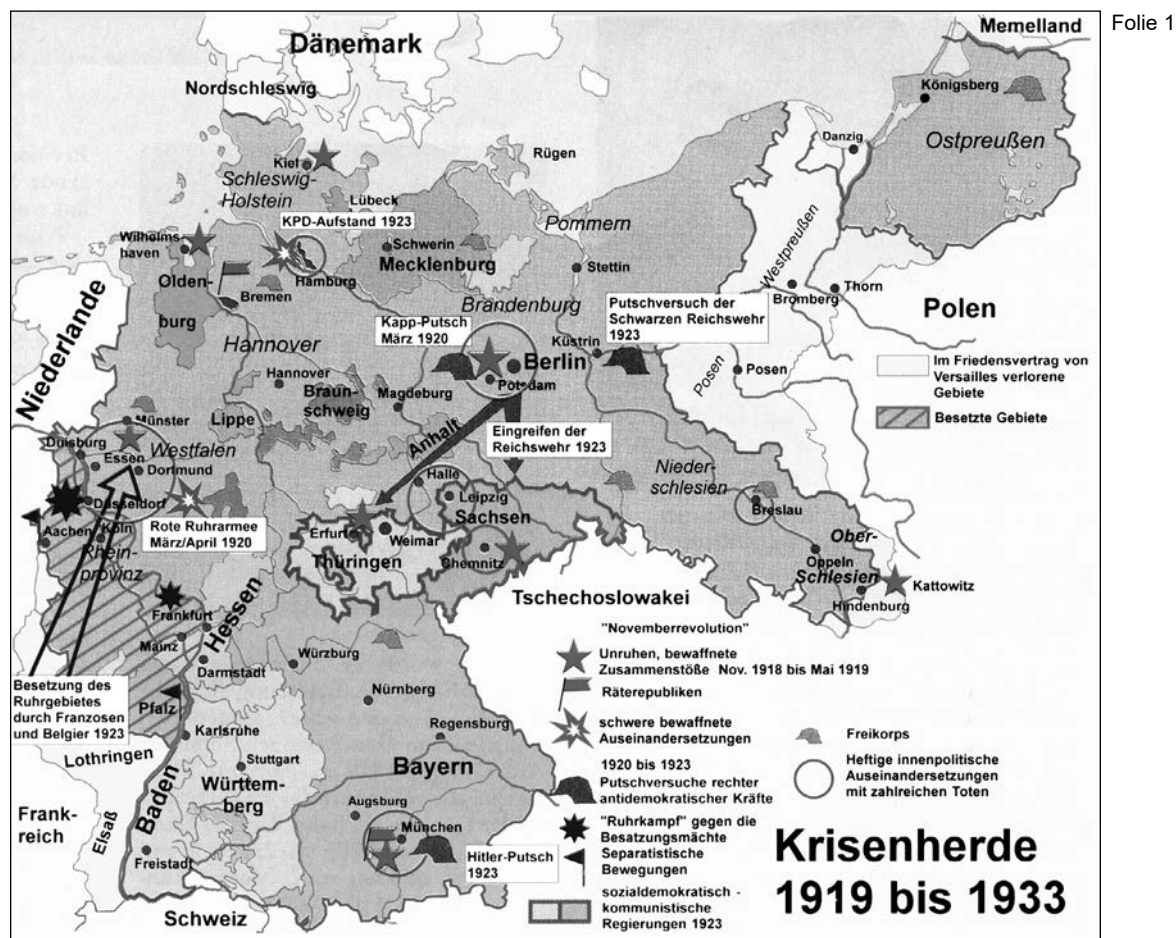 Folie 1
Memelland
Dänemark
Nordschleswig
Königsberg
Ostpreußen
Danzig
Rügen
Kiel
Schleswig-
Holstein
Lübeck
Pommern
KPD-Aufstand 1923
Westpreußen
Wilhelms
haven
Schwerin
Mecklenburg
Stettin
Olden-
burg
Hamburg
Bremen
Bromberg
Thorn
Polen
Brandenburg
Putschversuch der
Schwarzen Reichswehr
1923
Kapp-Putsch
März 1920
Niederlande
Hannover
Küstrin
Berlin
Potsdam
Posen
Posen
Hannover
Braun-
schweig
Magdeburg
Im Friedensvertrag von
Versailles verlorene
Gebiete
Besetzte Gebiete
Münster
Lippe
Anhalt
Eingreifen der
Reichswehr 1923
Duisburg
Westfalen
Essen
Dortmund
Düsseldorf
Halle
Leipzig
Sachsen
Nieder-
schlesien
Breslau
Aachen
Köln
Rote Ruhrarmee
März/April 1920
Rhein-
provinz
Erfurt
Weimar
Thüringen
Chemnitz
Ober-
Oppeln
Schlesien
Hindenburg
Kattowitz
Tschechoslowakei
Frankfurt
Hessen
Mainz
Darmstadt
Würzburg
Besetzung des
Ruhrgebietes
durch Franzosen
und Belgier 1923
Pfalz
Nürnberg
Regensburg
Lothringen
Karlsruhe
Stuttgart
Württem-
berg
Bayern
Baden
Frank-
reich
Elsaß
Freistadt
Augsburg
München
Hitler-Putsch
1923
Schweiz
"Novemberrevolution"
Unruhen, bewaffnete
Zusammenstöße Nov. 1918 bis Mai 1919
Räterepubliken
schwere bewaffnete
Auseinandersetzungen
1920 bis 1923
Putschversuche rechter
antidemokratischer Kräfte
"Ruhrkampf" gegen die
Besatzungsmächte
Separatistische
Bewegungen
sozialdemokratisch -
kommunistische
Regierungen 1923
Freikorps
Heftige innenpolitische
Auseinandersetzungen
mit zahlreichen Toten
Krisenherde
1919 bis 1933